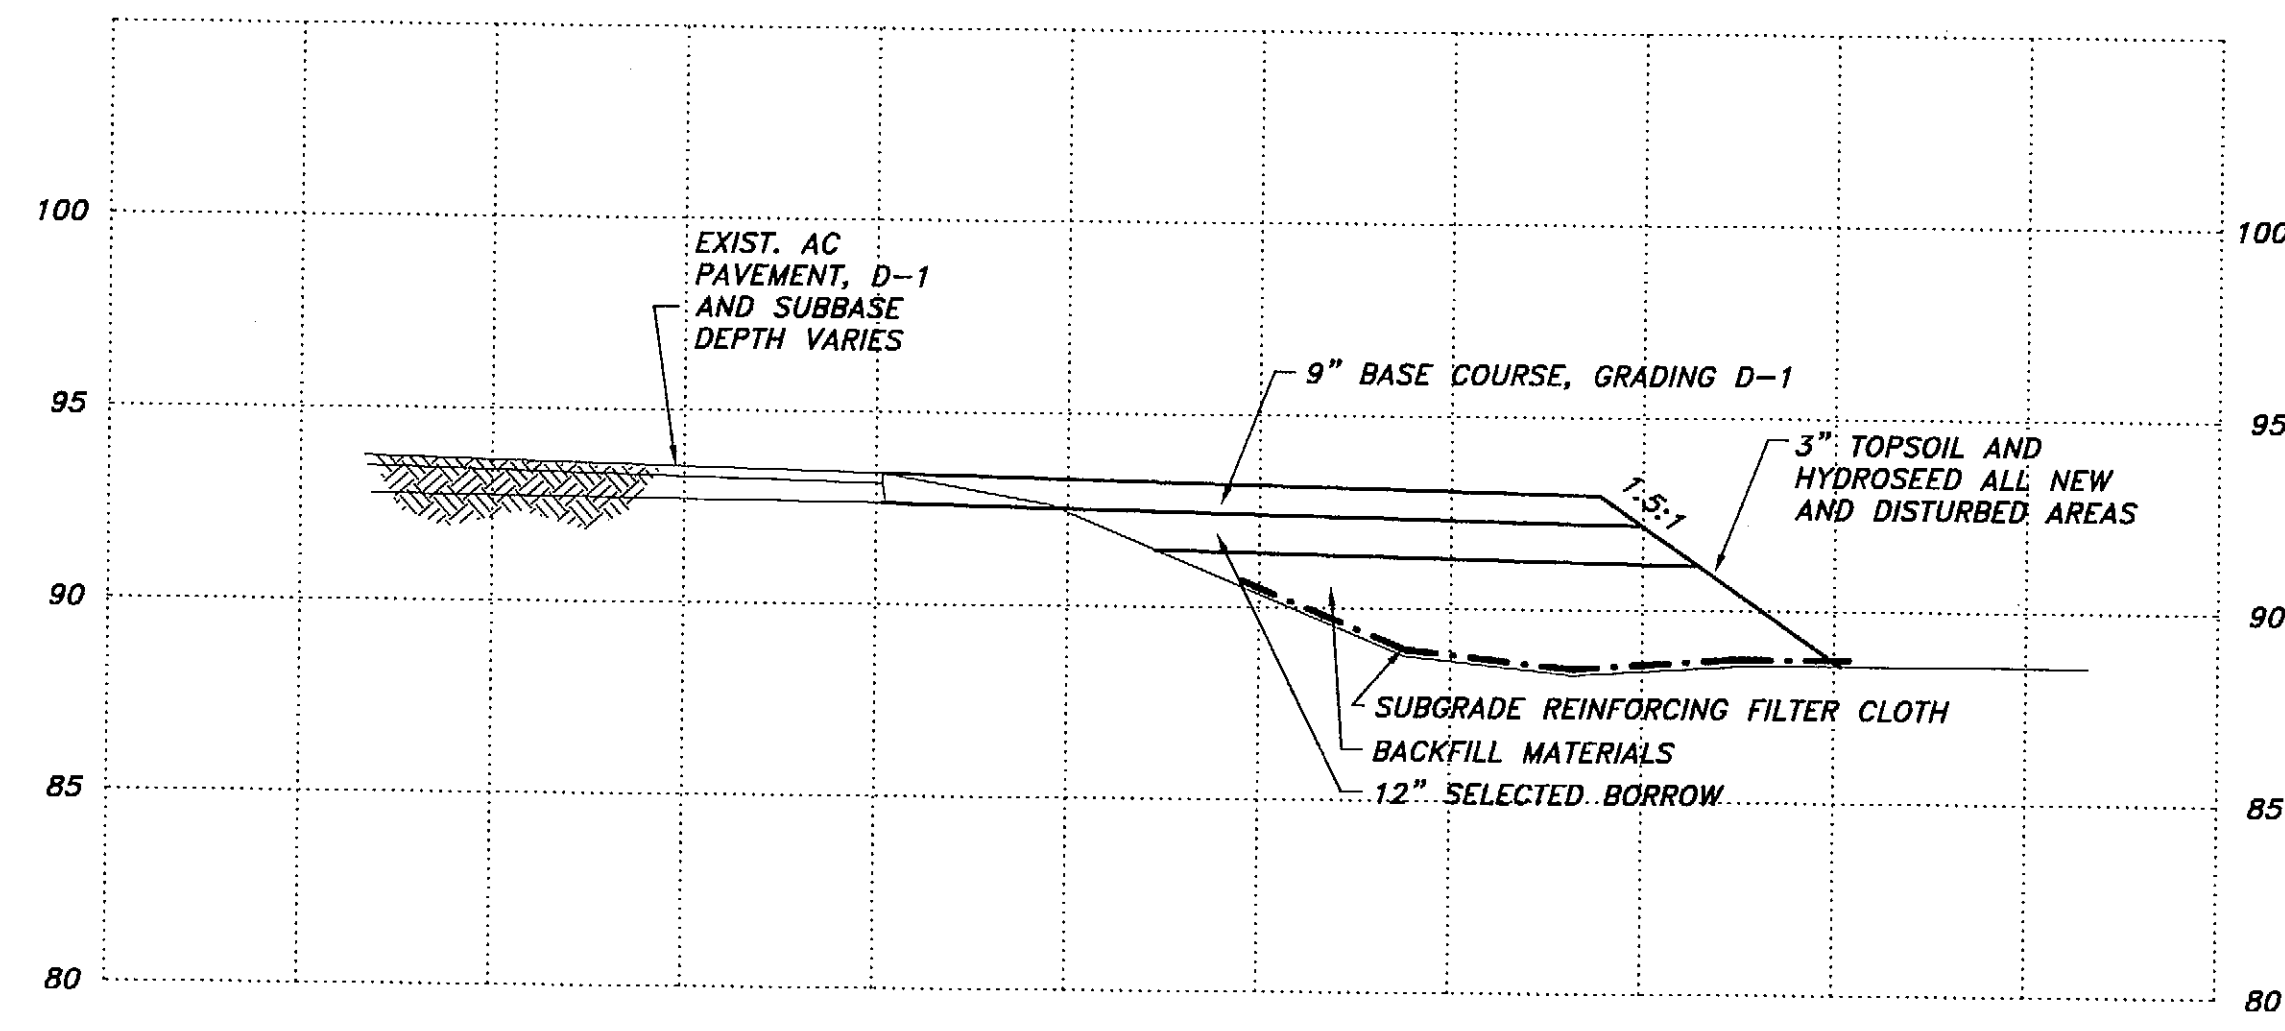 100
100
EXIST. AC
PAVEMENT, D-1
AND SUBBASE
DEPTH VARIES
95
95
9" BASE COURSE, GRADING D-1
3" TOPSOIL AND
HYDROSEED ALL NEW
AND DISTURBED AREAS
1.5:1
90
90
SUBGRADE REINFORCING FILTER CLOTH
BACKFILL MATERIALS
12" SELECTED BORROW
85
85
80
80